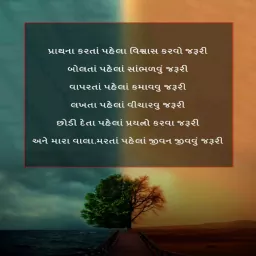 પ્રાથના કરતાં પહેલા વિશ્વાસ કરવો જરૂરી
બોલતાં પહેલાં સાંભળવું જરૂરી
વાપરતાં પહેલાં કમાવવુ જરૂરી
લખતા પહેલાં વીચારવુ જરૂરી
છોડી દેતા પહેલાં પ્રયત્નો કરવા જરૂરી
અને મારા વાલા.મરતાં પહેલાં જીવન જીવવું જરૂરી